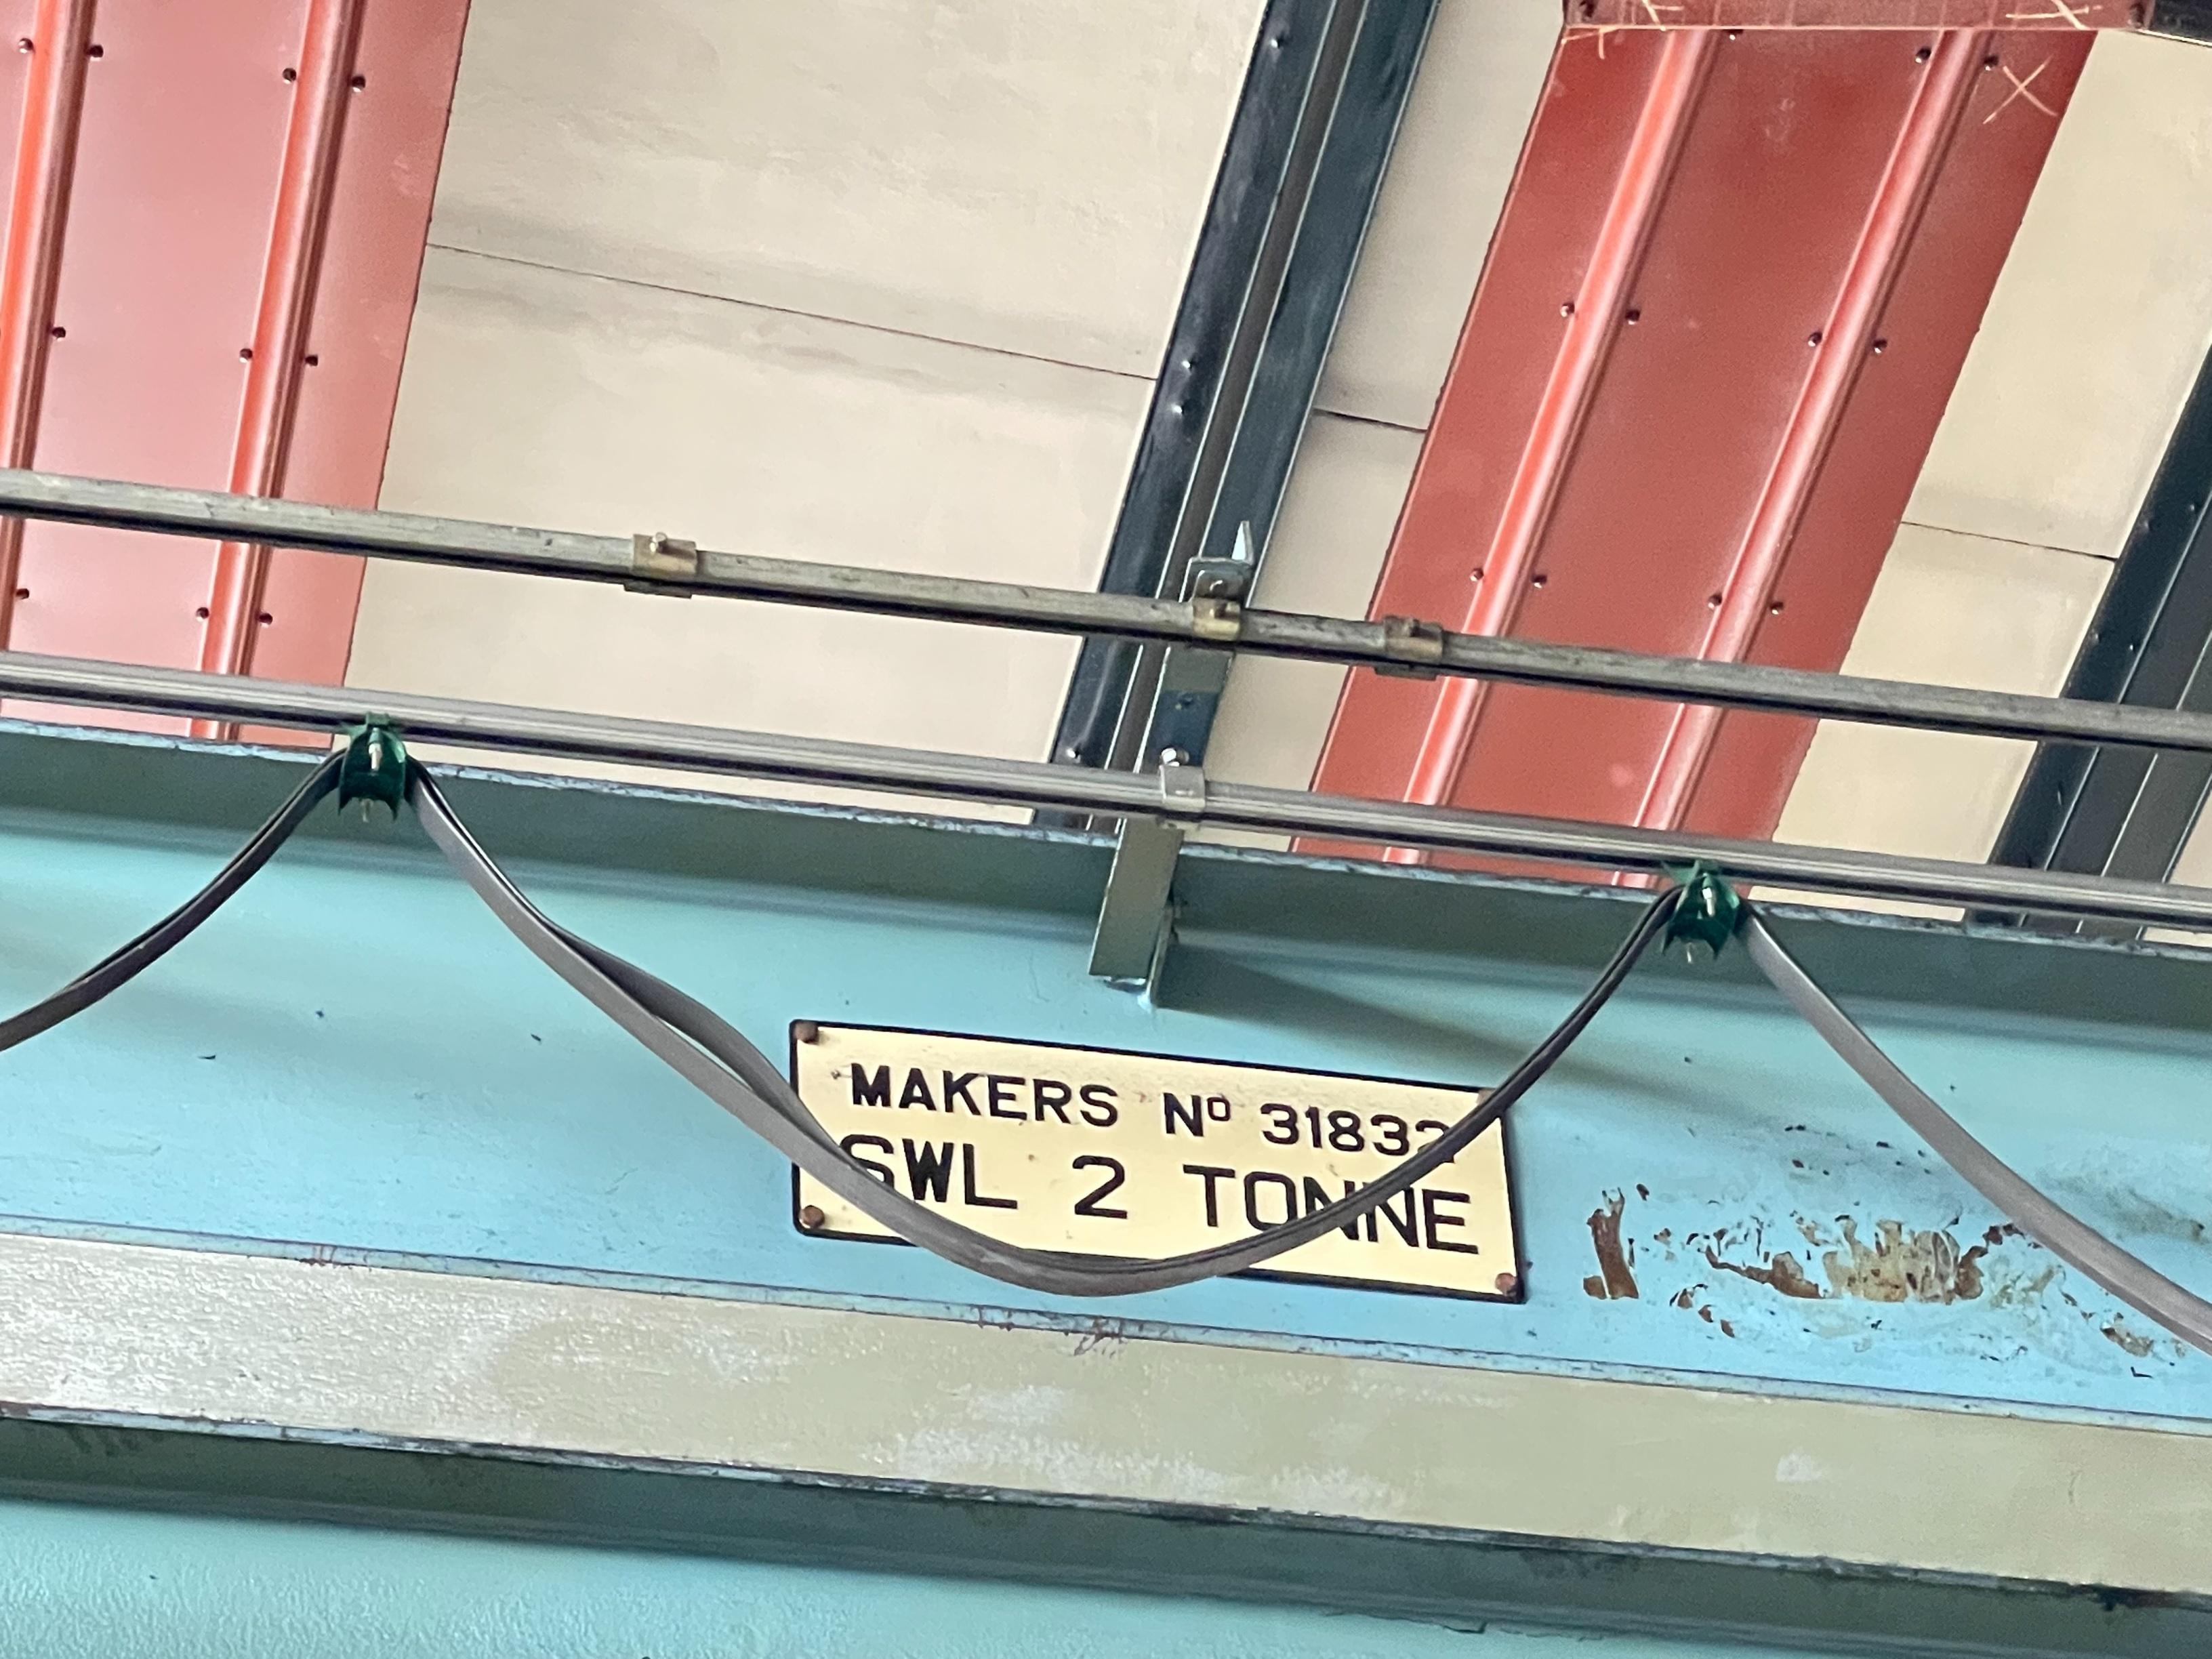 MAKERS Nº 31832
SWL 2 TONNE